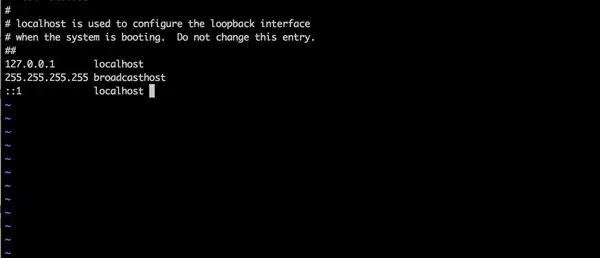 #
# localhost is used to configure the loopback interface
# when the system is booting.  Do not change this entry.
##
127.0.0.1       localhost
255.255.255.255 broadcasthost
::1             localhost
~
~
~
~
~
~
~
~
~
~
~
~